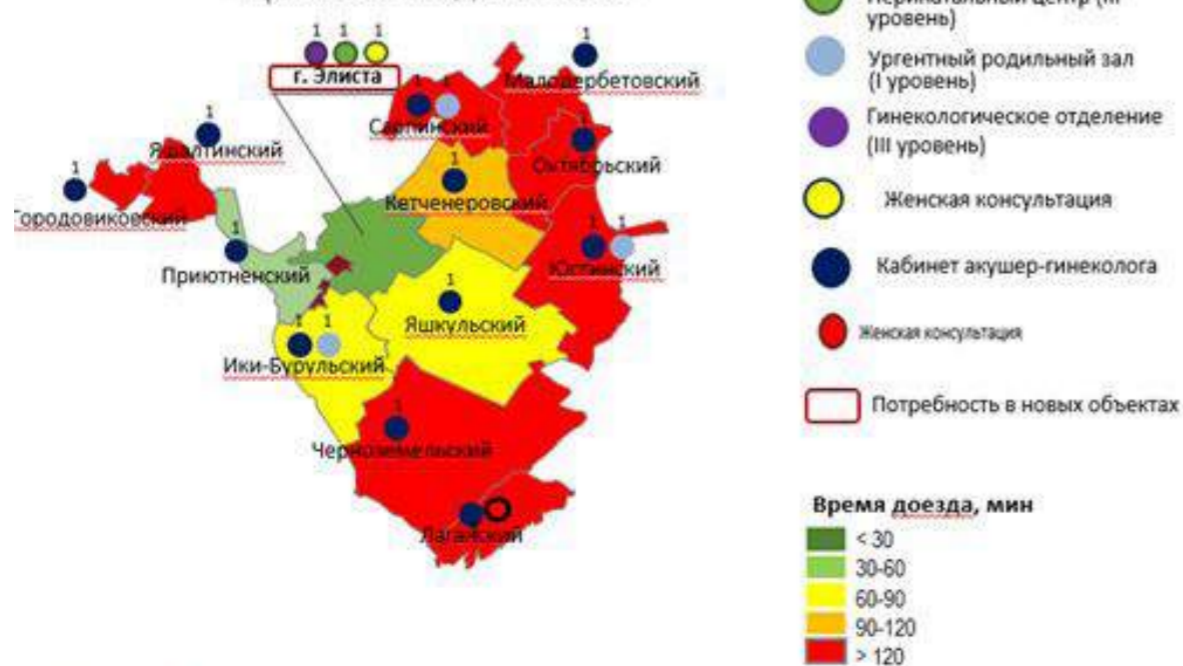 1 1 1
г. Элиста
1
Малодербетовский
1
Сарпинский
1
Яшалтинский
1
Октябрьский
1
Городовиковский
1
Кетченеровский
1
Приютненский
1 1
Юстинский
1
Яшкульский
1 1
Ики-Бурульский
1
Черноземельский
Лаганский
уровень)
Ургентный родильный зал
(I уровень)
Гинекологическое отделение
(III уровень)
Женская консультация
Кабинет акушер-гинеколога
Женская консультация
Потребность в новых объектах
Время доезда, мин
< 30
30-60
60-90
90-120
> 120